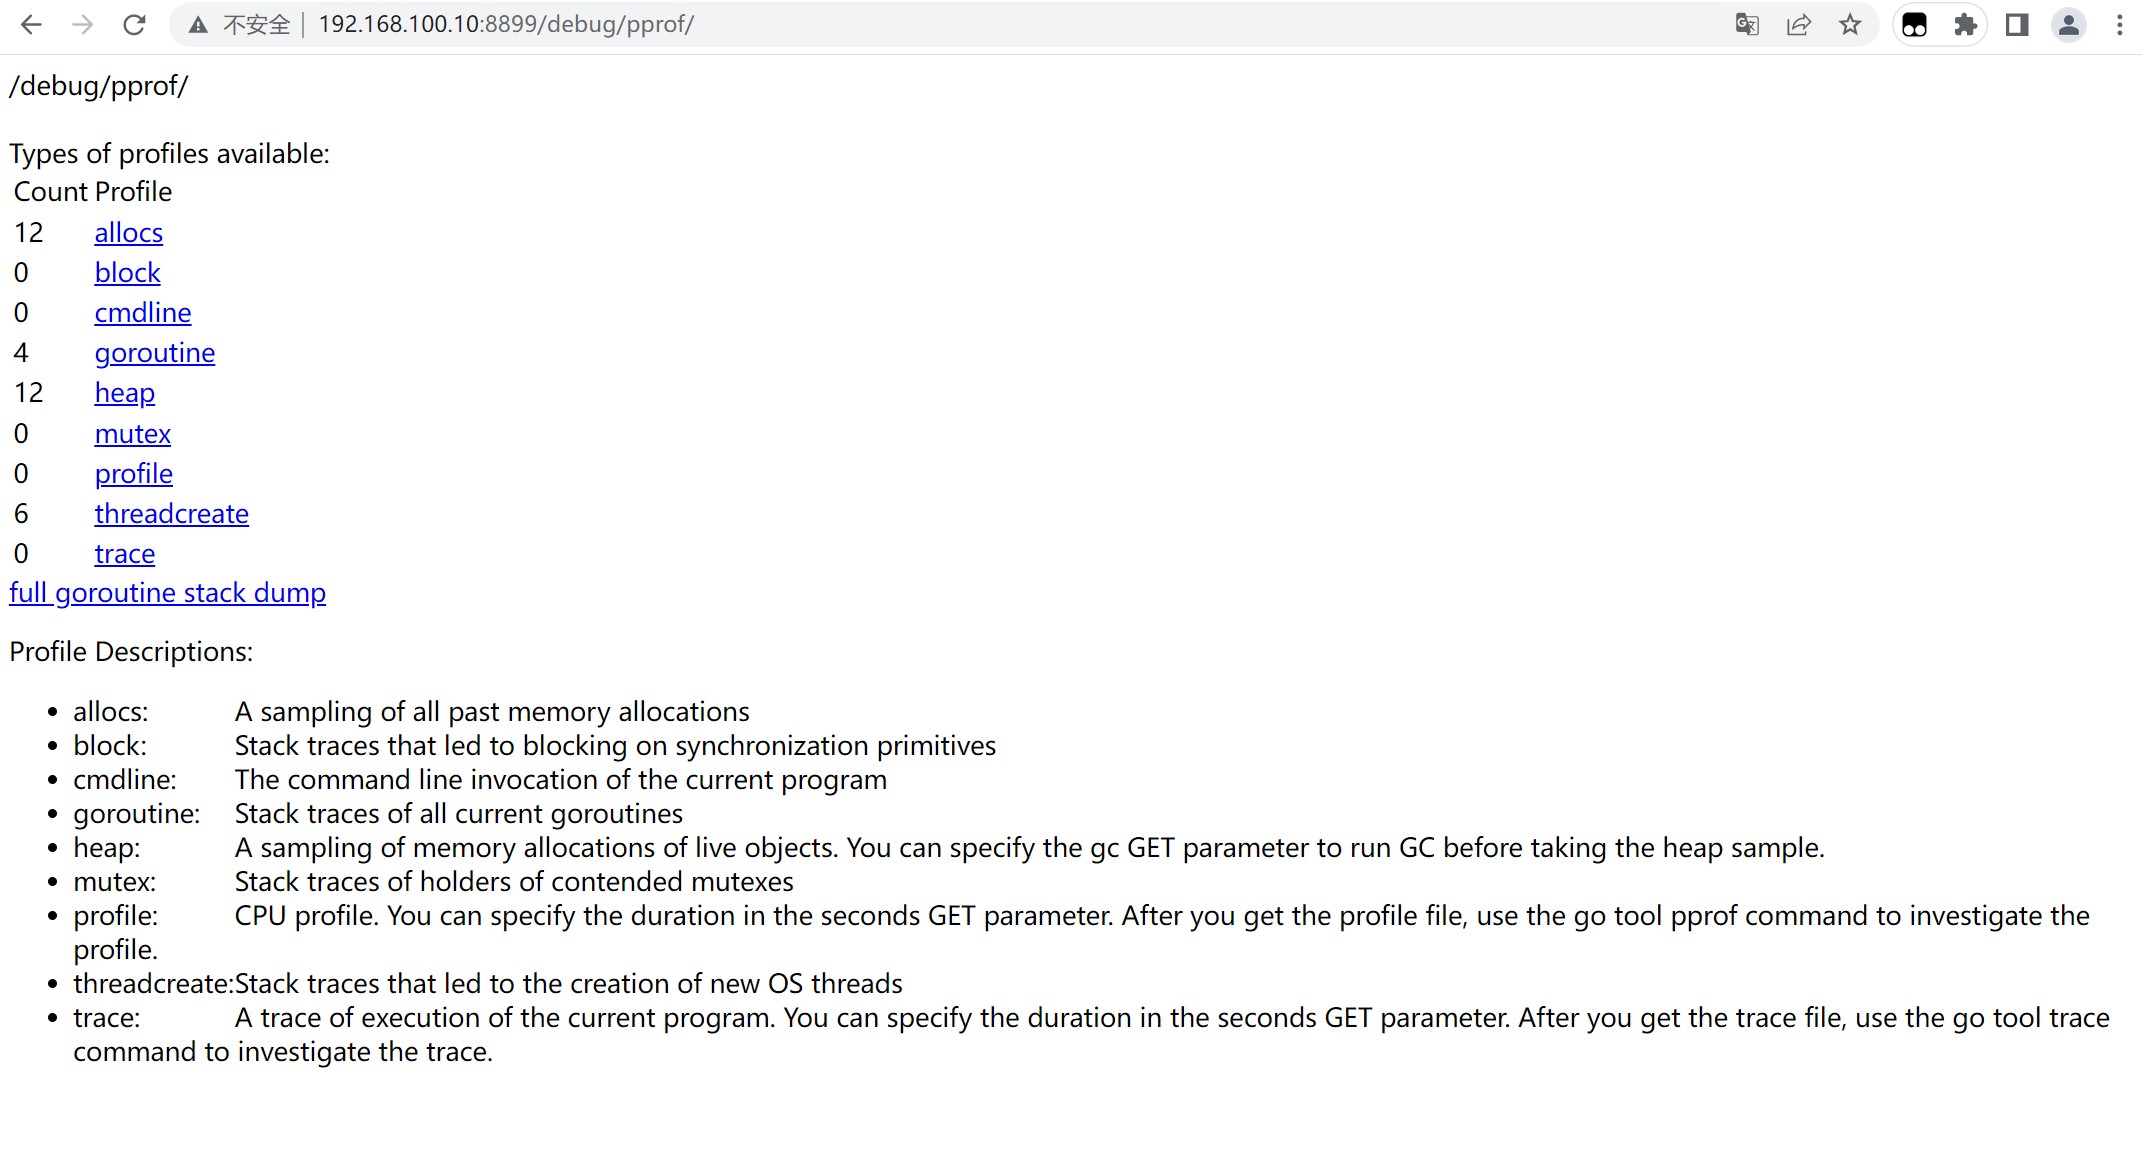 不安全 192.168.100.10:8899/debug/pprof/
/debug/pprof/
Types of profiles available:
Count Profile
12 allocs
0 block
0 cmdline
4 goroutine
12 heap
0 mutex
0 profile
6 threadcreate
0 trace
full goroutine stack dump
Profile Descriptions:
• allocs: A sampling of all past memory allocations
• block: Stack traces that led to blocking on synchronization primitives
• cmdline: The command line invocation of the current program
• goroutine: Stack traces of all current goroutines
• heap: A sampling of memory allocations of live objects. You can specify the gc GET parameter to run GC before taking the heap sample.
• mutex: Stack traces of holders of contended mutexes
• profile: CPU profile. You can specify the duration in the seconds GET parameter. After you get the profile file, use the go tool pprof command to investigate the
profile.
• threadcreate:Stack traces that led to the creation of new OS threads
• trace: A trace of execution of the current program. You can specify the duration in the seconds GET parameter. After you get the trace file, use the go tool trace
command to investigate the trace.